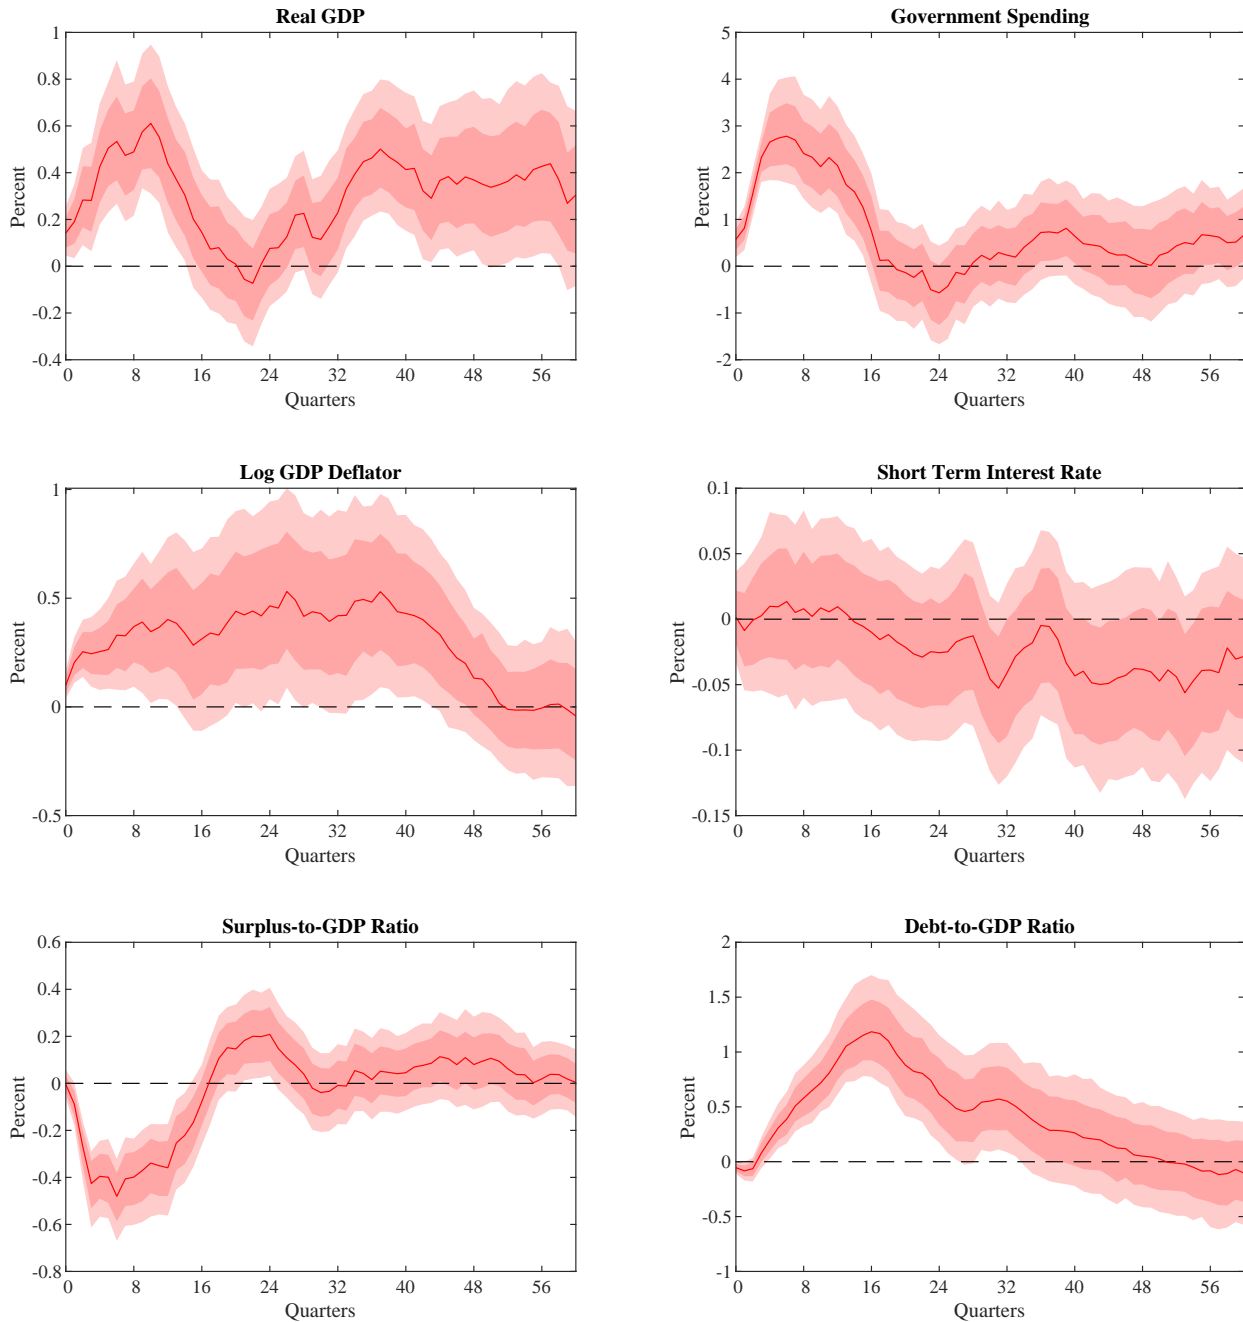 Real GDP
Percent
1
0.8
0.6
0.4
0.2
0
-0.2
-0.4
0 8 16 24 32 40 48 56
Quarters
Government Spending
Percent
5
4
3
2
1
0
-1
-2
0 8 16 24 32 40 48 56
Quarters
Log GDP Deflator
Percent
1
0.5
0
-0.5
0 8 16 24 32 40 48 56
Quarters
Short Term Interest Rate
Percent
0.1
0.05
0
-0.05
-0.1
-0.15
0 8 16 24 32 40 48 56
Quarters
Surplus-to-GDP Ratio
Percent
0.6
0.4
0.2
0
-0.2
-0.4
-0.6
-0.8
0 8 16 24 32 40 48 56
Quarters
Debt-to-GDP Ratio
Percent
2
1.5
1
0.5
0
-0.5
-1
0 8 16 24 32 40 48 56
Quarters